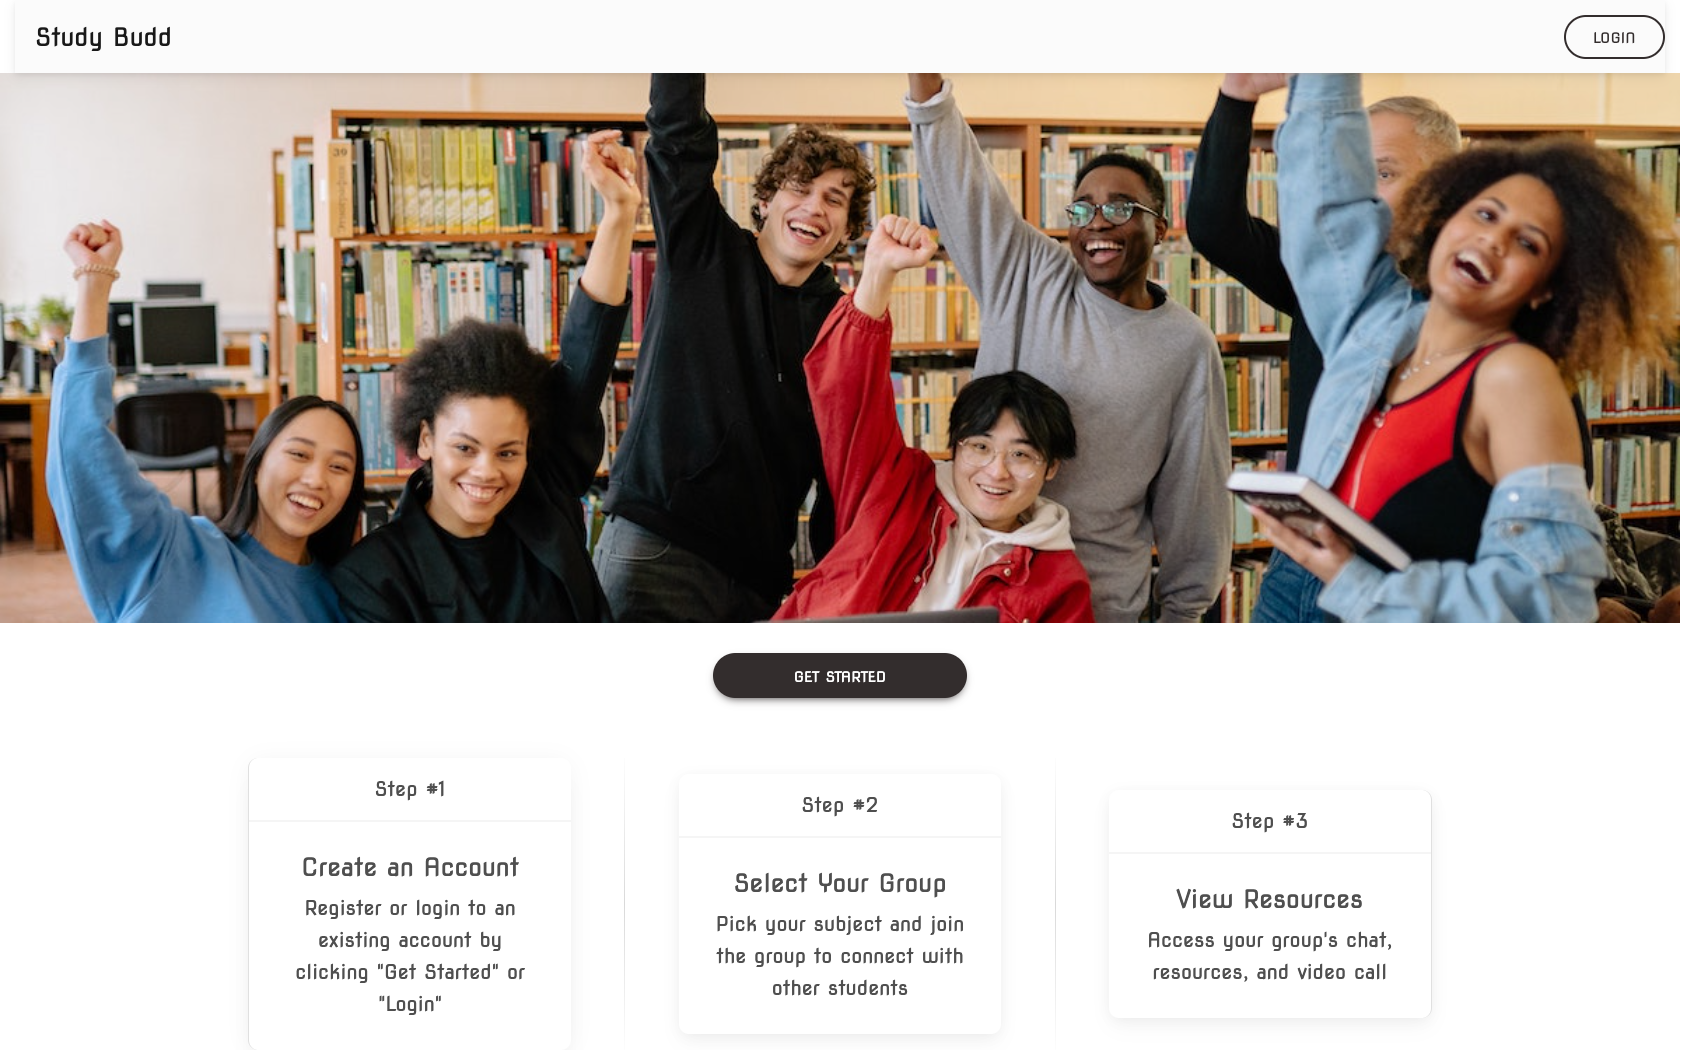 Study Budd
LOGIN
39
GET STARTED
Step #1
Create an Account
Register or login to an
existing account by
clicking "Get Started" or
"Login"
Step #2
Select Your Group
Pick your subject and join
the group to connect with
other students
Step #3
View Resources
Access your group's chat,
resources, and video call